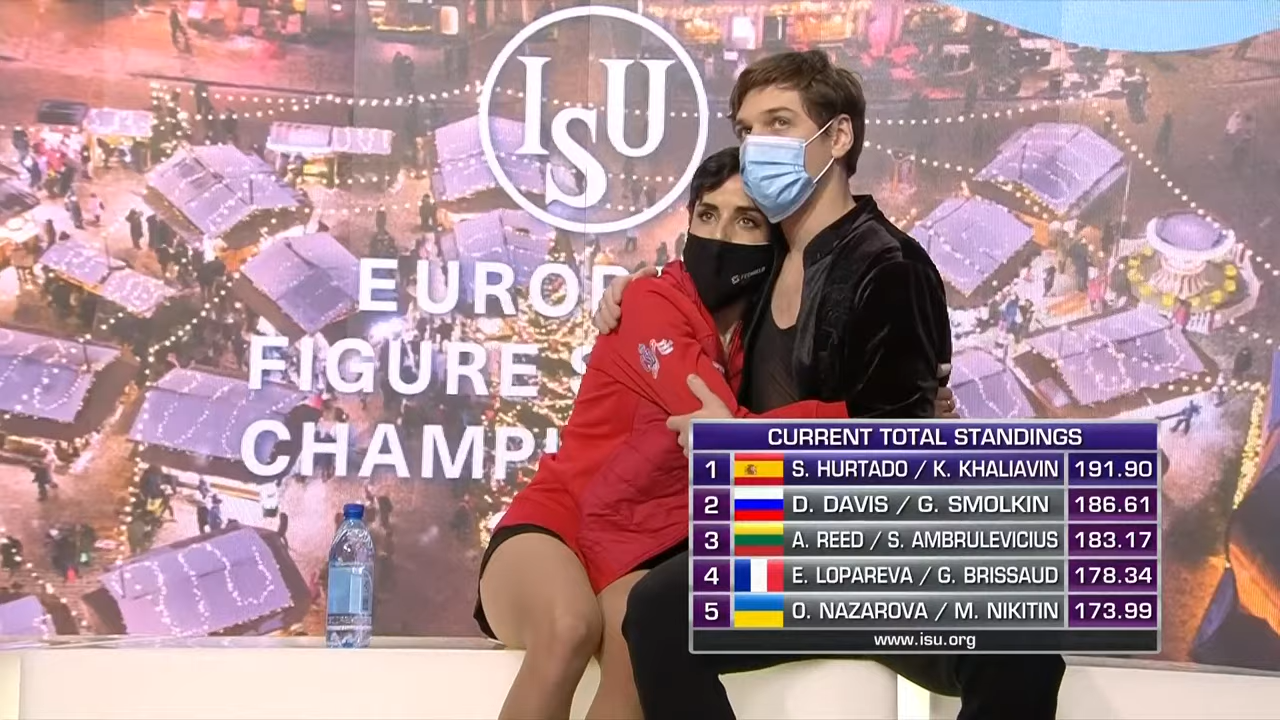 ISU
EUROP
FIGURE S
CHAMPI
CURRENT TOTAL STANDINGS
1 S. HURTADO / K. KHALIAVIN 191.90
2 D. DAVIS / G. SMOLKIN 186.61
3 A. REED / S. AMBRULEVICIUS 183.17
4 E. LOPAREVA / G. BRISSAUD 178.34
5 O. NAZAROVA / M. NIKITIN 173.99
www.isu.org